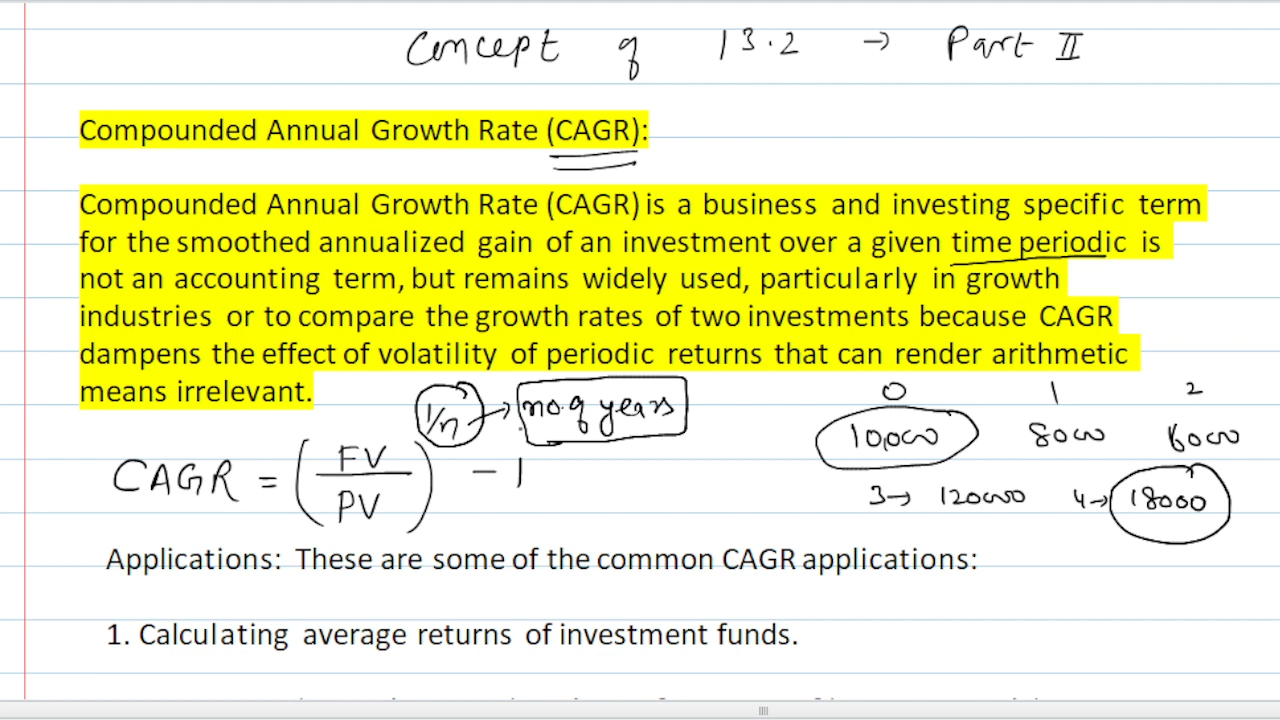 Concept of 13.2 → Part II
Compounded Annual Growth Rate (CAGR):
Compounded Annual Growth Rate (CAGR) is a business and investing specific term
for the smoothed annualized gain of an investment over a given time periodic is
not an accounting term, but remains widely used, particularly in growth
industries or to compare the growth rates of two investments because CAGR
dampens the effect of volatility of periodic returns that can render arithmetic
means irrelevant.
1/n → no. of years
0 1 2
10,000 8000 6000
CAGR = (FV/PV) - 1
3→ 12000 4→ 18000
Applications: These are some of the common CAGR applications:
1. Calculating average returns of investment funds.